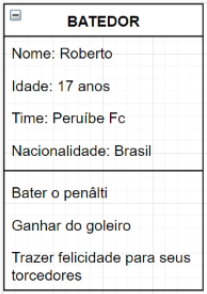 BATEDOR
Nome: Roberto
Idade: 17 anos
Time: Peruíbe Fc
Nacionalidade: Brasil
Bater o penâlti
Ganhar do goleiro
Trazer felicidade para seus
torcedores